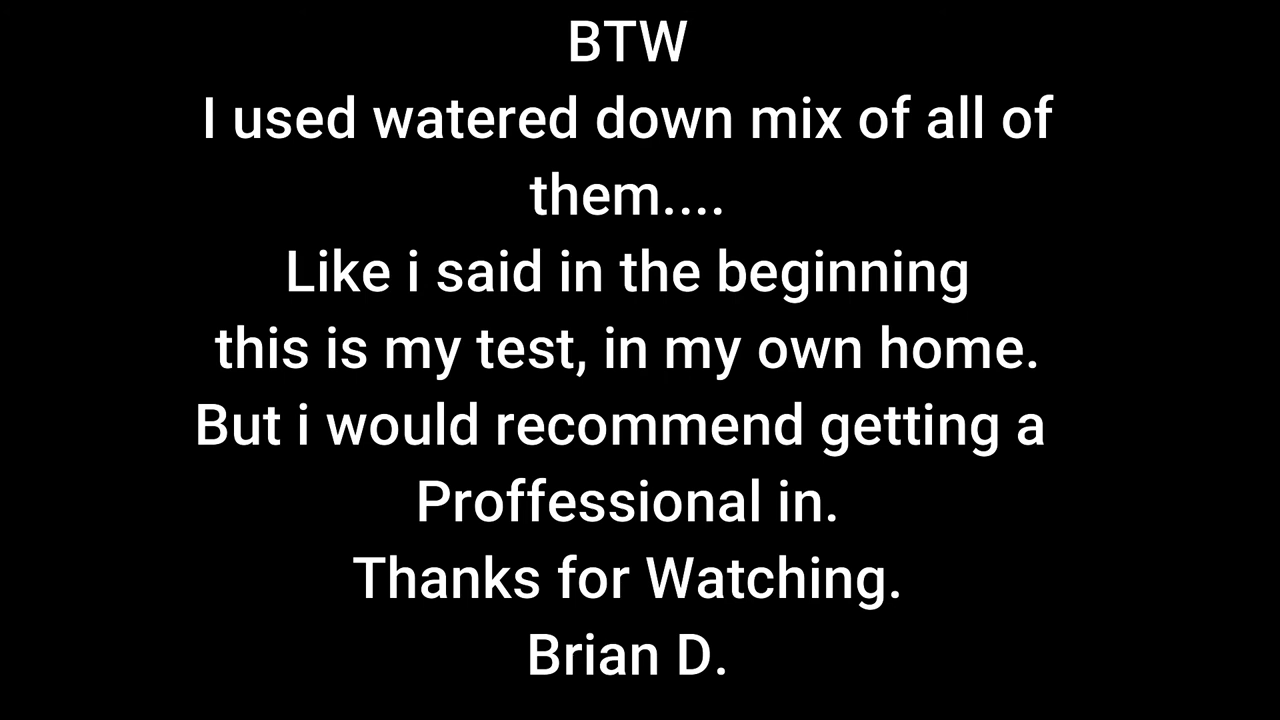 BTW
I used watered down mix of all of
them....
Like i said in the beginning
this is my test, in my own home.
But i would recommend getting a
Proffessional in.
Thanks for Watching.
Brian D.